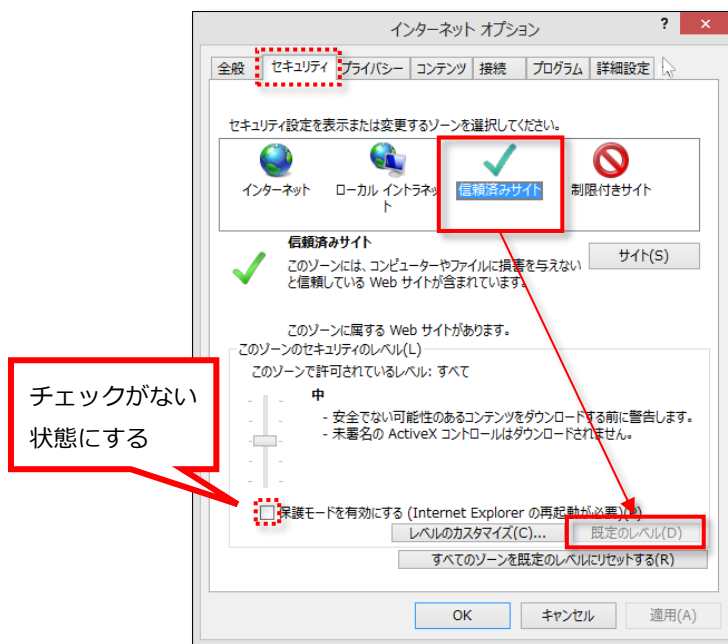 インターネット オプション
?
×
全般 セキュリティ プライバシー コンテンツ 接続 プログラム 詳細設定
セキュリティ設定を表示または変更するゾーンを選択してください。
インターネット
ローカル イントラネッ
ト
信頼済みサイト
制限付きサイト
信頼済みサイト
このゾーンには、コンピューターやファイルに損害を与えない
と信頼している Web サイトが含まれています。
サイト(S)
このゾーンに属する Web サイトがあります。
このゾーンのセキュリティのレベル(L)
このゾーンで許可されているレベル: すべて
中
- 安全でない可能性のあるコンテンツをダウンロードする前に警告します。
- 未署名の ActiveX コントロールはダウンロードされません。
チェックがない
状態にする
保護モードを有効にする (Internet Explorer の再起動が必要)(P)
レベルのカスタマイズ(C)... 既定のレベル(D)
すべてのゾーンを既定のレベルにリセットする(R)
OK キャンセル 適用(A)